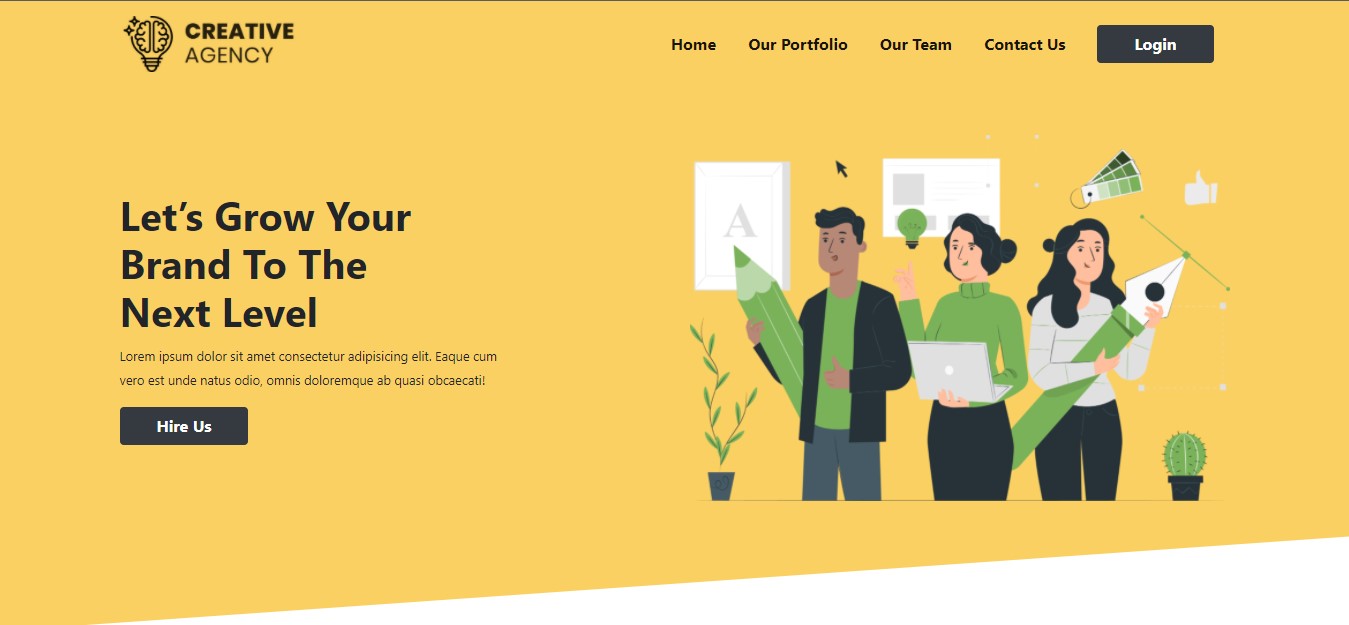 CREATIVE
AGENCY
Home Our Portfolio Our Team Contact Us Login
A
Let’s Grow Your
Brand To The
Next Level
Lorem ipsum dolor sit amet consectetur adipisicing elit. Eaque cum
vero est unde natus odio, omnis doloremque ab quasi obcaecati!
Hire Us